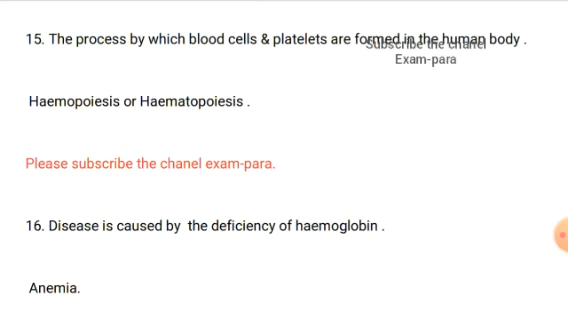 15. The process by which blood cells & platelets are formed in the human body .
Subscribe the chanel
Exam-para
Haemopoiesis or Haematopoiesis .
Please subscribe the chanel exam-para.
16. Disease is caused by the deficiency of haemoglobin .
Anemia.